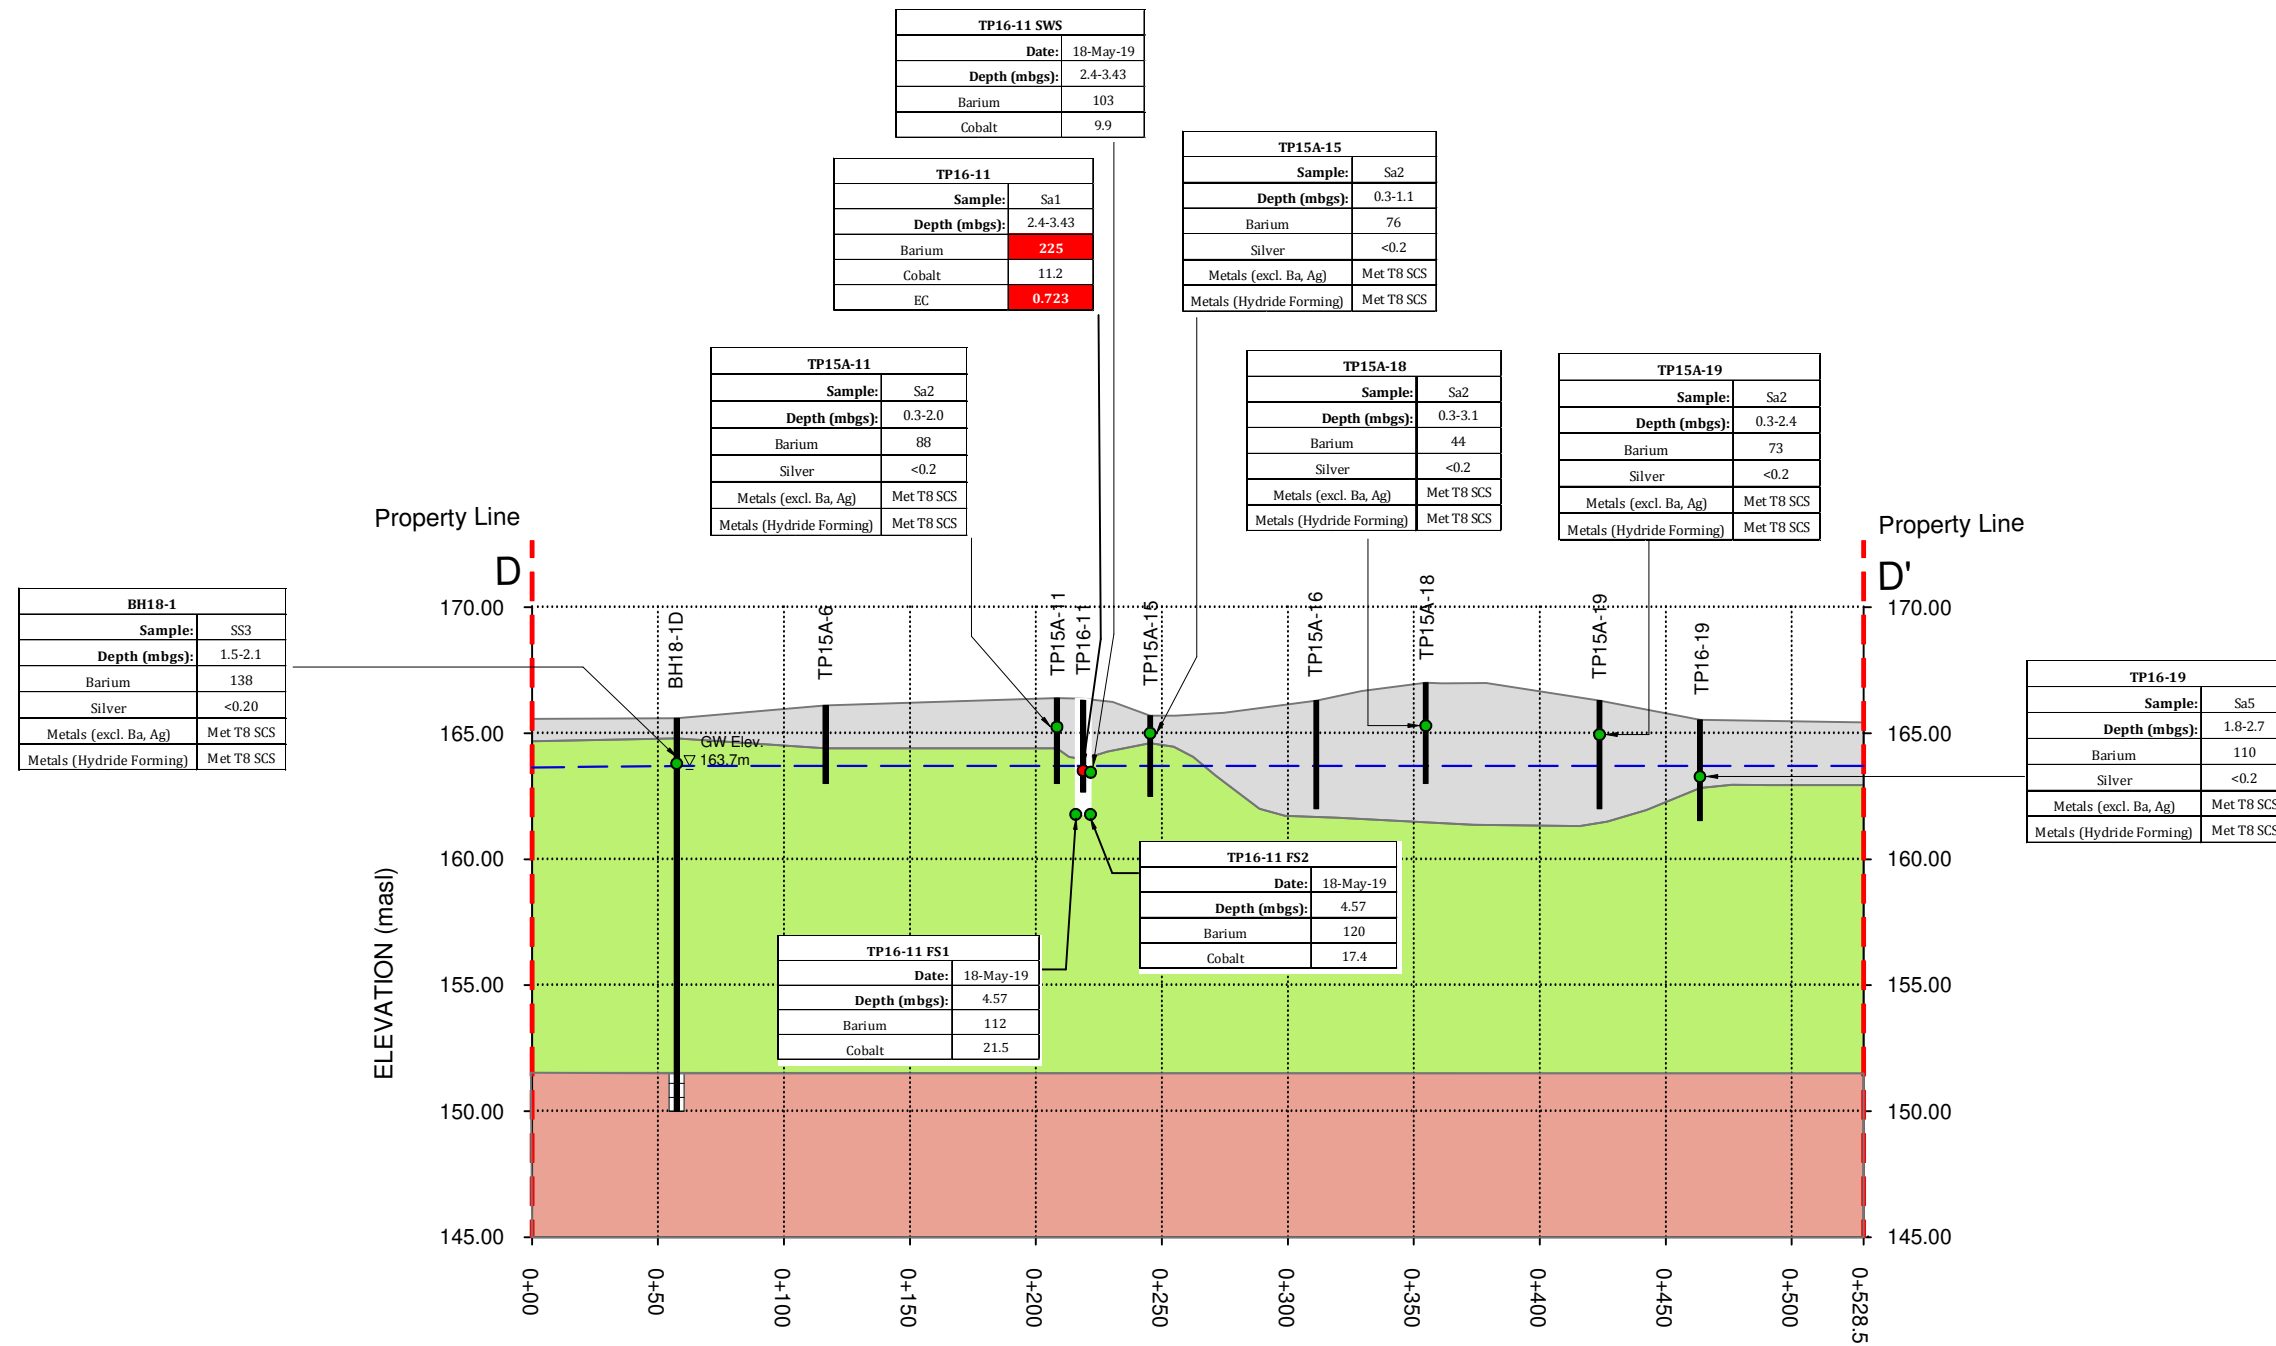 TP16-11 SWS
Date: 18-May-19
Depth (mbgs): 2.4-3.43
Barium 103
Cobalt 9.9
TP16-11
Sample: Sa1
Depth (mbgs): 2.4-3.43
Barium 225
Cobalt 11.2
EC 0.723
TP15A-15
Sample: Sa2
Depth (mbgs): 0.3-1.1
Barium 76
Silver <0.2
Metals (excl. Ba, Ag) Met T8 SCS
Metals (Hydride Forming) Met T8 SCS
TP15A-11
Sample: Sa2
Depth (mbgs): 0.3-2.0
Barium 88
Silver <0.2
Metals (excl. Ba, Ag) Met T8 SCS
Metals (Hydride Forming) Met T8 SCS
TP15A-18
Sample: Sa2
Depth (mbgs): 0.3-3.1
Barium 44
Silver <0.2
Metals (excl. Ba, Ag) Met T8 SCS
Metals (Hydride Forming) Met T8 SCS
TP15A-19
Sample: Sa2
Depth (mbgs): 0.3-2.4
Barium 73
Silver <0.2
Metals (excl. Ba, Ag) Met T8 SCS
Metals (Hydride Forming) Met T8 SCS
Property Line
Property Line
D
D'
BH18-1
Sample: SS3
Depth (mbgs): 1.5-2.1
Barium 138
Silver <0.20
Metals (excl. Ba, Ag) Met T8 SCS
Metals (Hydride Forming) Met T8 SCS
TP16-19
Sample: Sa5
Depth (mbgs): 1.8-2.7
Barium 110
Silver <0.2
Metals (excl. Ba, Ag) Met T8 SCS
Metals (Hydride Forming) Met T8 SCS
BH18-1D
TP15A-6
TP15A-11
TP16-11
TP15A-15
TP15A-16
TP15A-18
TP15A-19
TP16-19
GW Elev.
163.7m
TP16-11 FS2
Date: 18-May-19
Depth (mbgs): 4.57
Barium 120
Cobalt 17.4
TP16-11 FS1
Date: 18-May-19
Depth (mbgs): 4.57
Barium 112
Cobalt 21.5
ELEVATION (masl)
170.00
165.00
160.00
155.00
150.00
145.00
170.00
165.00
160.00
155.00
150.00
145.00
0+00
0+50
0+100
0+150
0+200
0+250
0+300
0+350
0+400
0+450
0+500
0+528.5